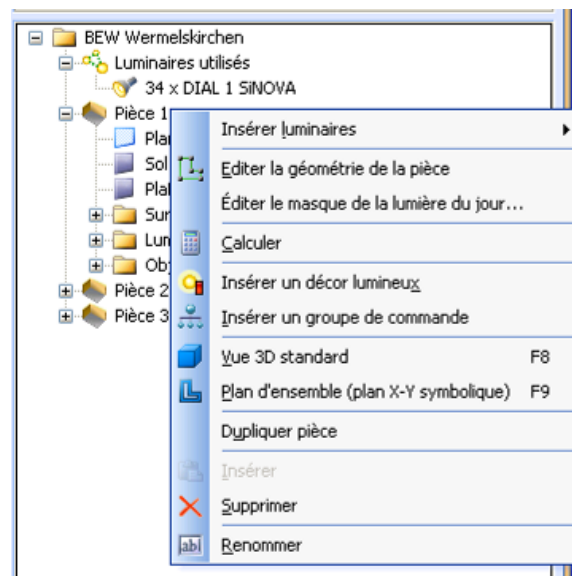 BEW Wermelskirchen
Luminaires utilisés
34 x DIAL 1 SiNOVA
Pièce 1
Sol
Pièce 2
Pièce 3
Insérer luminaires
Editer la géométrie de la pièce
Éditer le masque de la lumière du jour...
Calculer
Insérer un décor lumineux
Insérer un groupe de commande
Vue 3D standard F8
Plan d'ensemble (plan X-Y symbolique) F9
Dupliquer pièce
Insérer
Supprimer
Renommer